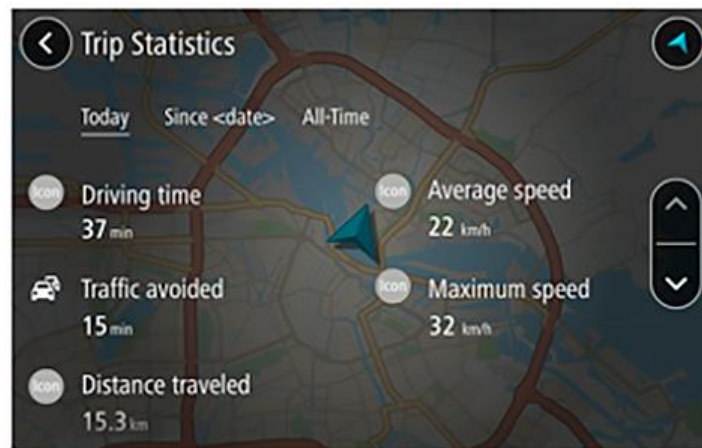 Trip Statistics
Today Since <date> All-Time
Icon Driving time
37 min
Icon Average speed
22 km/h
Traffic avoided
15 min
Icon Maximum speed
32 km/h
Icon Distance traveled
15.3 km